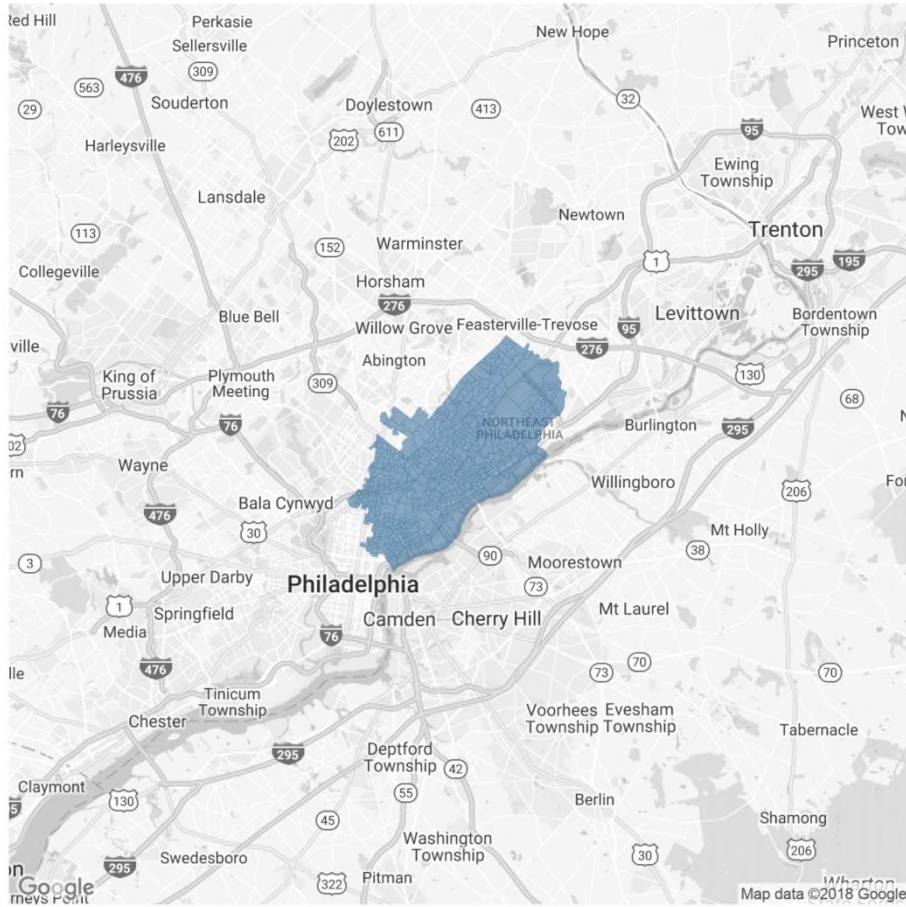 Red Hill
Perkasie
Sellersville
New Hope
Princeton
476
309
563
Souderton
29
Doylestown
413
32
611
202
95
Harleysville
Ewing
Township
Lansdale
Newtown
113
152
Warminster
Trenton
1
295
195
Collegeville
Horsham
276
Blue Bell
Willow Grove
Feasterville-Trevose
95
Levittown
Bordentown
Township
ville
276
Abington
King of
Prussia
Plymouth
Meeting
309
130
68
76
76
NORTHEAST
PHILADELPHIA
Burlington
295
Wayne
Willingboro
206
476
Bala Cynwyd
30
Mt Holly
3
90
Moorestown
38
Upper Darby
Philadelphia
73
1
Springfield
Camden
Cherry Hill
Mt Laurel
Media
76
476
73
70
70
Tinicum
Township
Chester
Voorhees
Township
Evesham
Township
Tabernacle
295
Deptford
Township
42
Claymont
130
55
45
Berlin
Shamong
Washington
Township
Swedesboro
30
206
295
322
Pitman
Google
Map data ©2018 Google